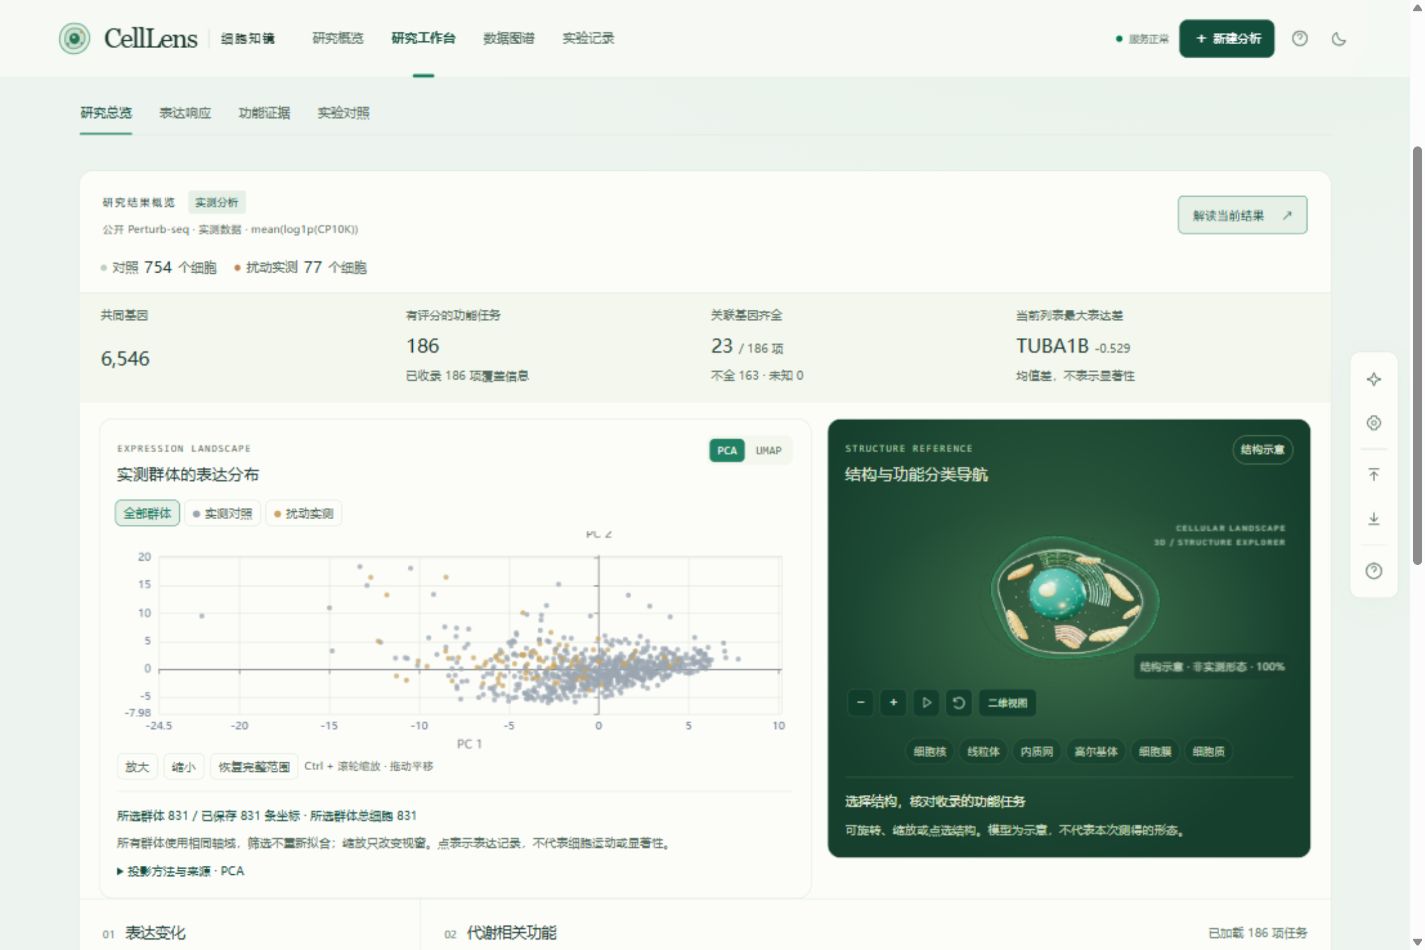 CellLens 细胞知镜 研究概览 研究工作台 数据图谱 实验记录 服务正常 + 新建分析
研究总览 表达响应 功能证据 实验对照
研究结果概览 实测分析
公开 Perturb-seq · 实测数据 · mean(log1p(CP10K))
解读当前结果 ↗
对照 754 个细胞 扰动实测 77 个细胞
共同基因
6,546
有评分的功能任务
186
已收录 186 项覆盖信息
关联基因齐全
23 / 186 项
不全 163 · 未知 0
当前列表最大表达差
TUBA1B -0.529
均值差，不表示显著性
EXPRESSION LANDSCAPE
实测群体的表达分布
PCA UMAP
全部群体 实测对照 扰动实测
PC 2
20
15
10
5
0
-5
-7.98
-24.5 -20 -15 -10 -5 0 5 10
PC 1
放大 缩小 恢复完整范围 Ctrl + 滚轮缩放 · 拖动平移
所选群体 831 / 已保存 831 条坐标 · 所选群体总细胞 831
所有群体使用相同轴域，筛选不重新拟合；缩放只改变视窗。点表示表达记录，不代表细胞运动或显著性。
▶ 投影方法与来源 · PCA
STRUCTURE REFERENCE
结构与功能分类导航
结构示意
CELLULAR LANDSCAPE
3D / STRUCTURE EXPLORER
结构示意 · 非实测形态 · 100%
− + 二维视图
细胞核 线粒体 内质网 高尔基体 细胞膜 细胞质
选择结构，核对收录的功能任务
可旋转、缩放或点选结构。模型为示意，不代表本次测得的形态。
01 表达变化
02 代谢相关功能
已加载 186 项任务